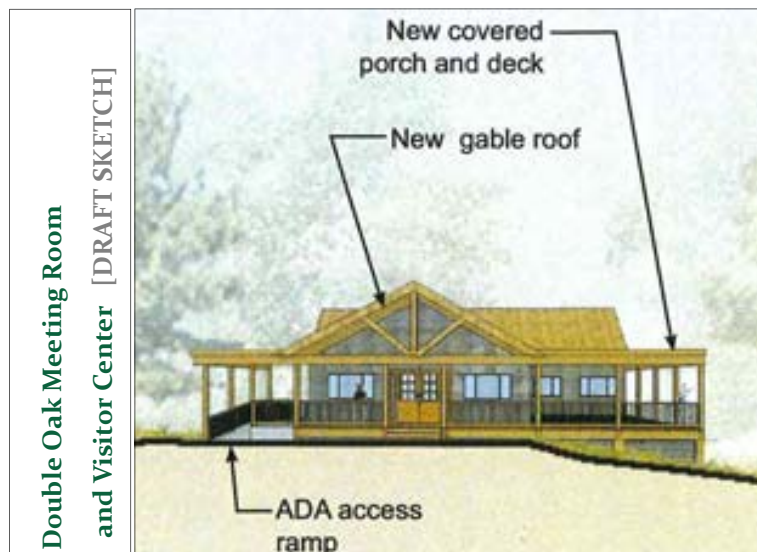 Double Oak Meeting Room
and Visitor Center [DRAFT SKETCH]
New covered
porch and deck
New gable roof
ADA access
ramp